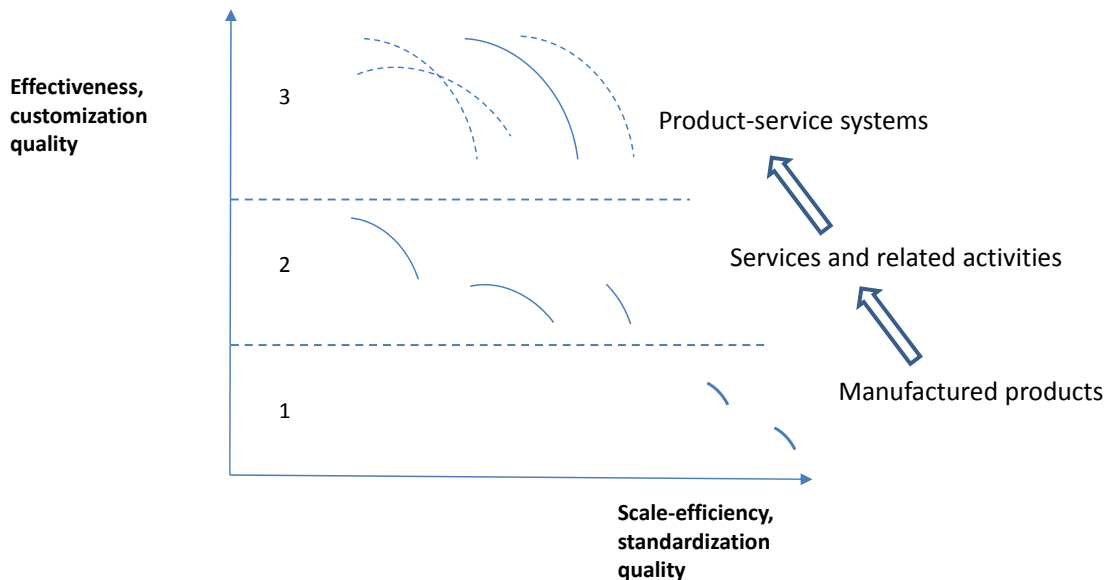 Effectiveness,
customization
quality
3
Product-service systems
2
Services and related activities
Manufactured products
1
Scale-efficiency,
standardization
quality